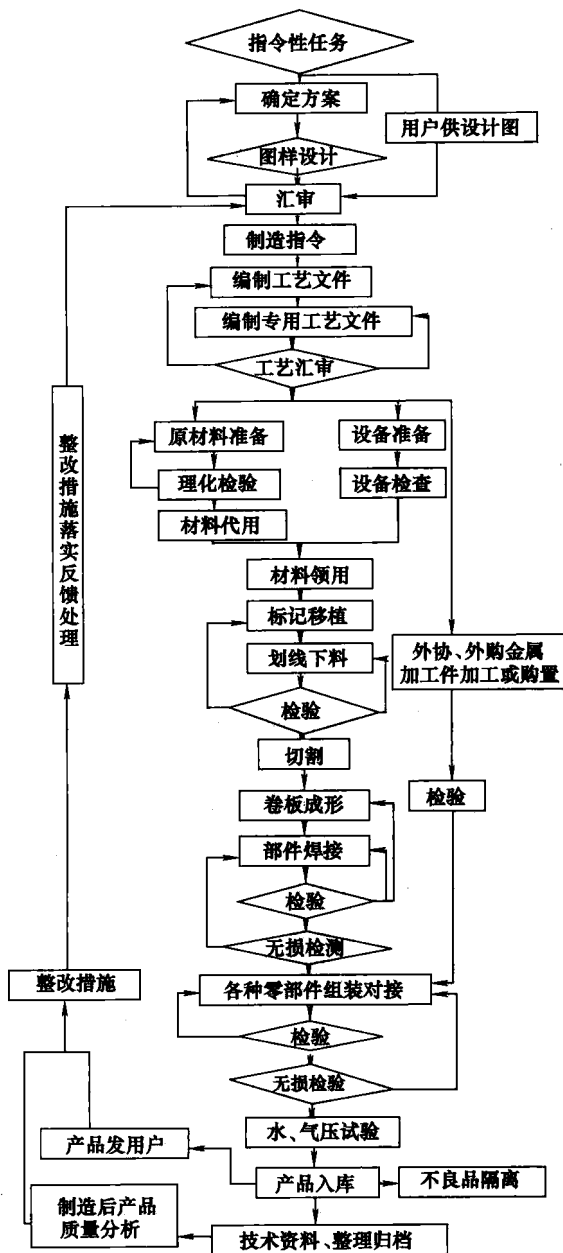 指令性任务
确定方案
用户供设计图
图样设计
汇审
制造指令
编制工艺文件
编制专用工艺文件
工艺汇审
原材料准备
设备准备
理化检验
设备检查
材料代用
材料领用
标记移植
划线下料
外协、外购金属
加工件加工或购置
检验
切割
卷板成形
检验
部件焊接
检验
无损检测
整改措施落实反馈处理
整改措施
各种零部件组装对接
检验
无损检验
水、气压试验
产品发用户
产品入库
不良品隔离
制造后产品
质量分析
技术资料、整理归档